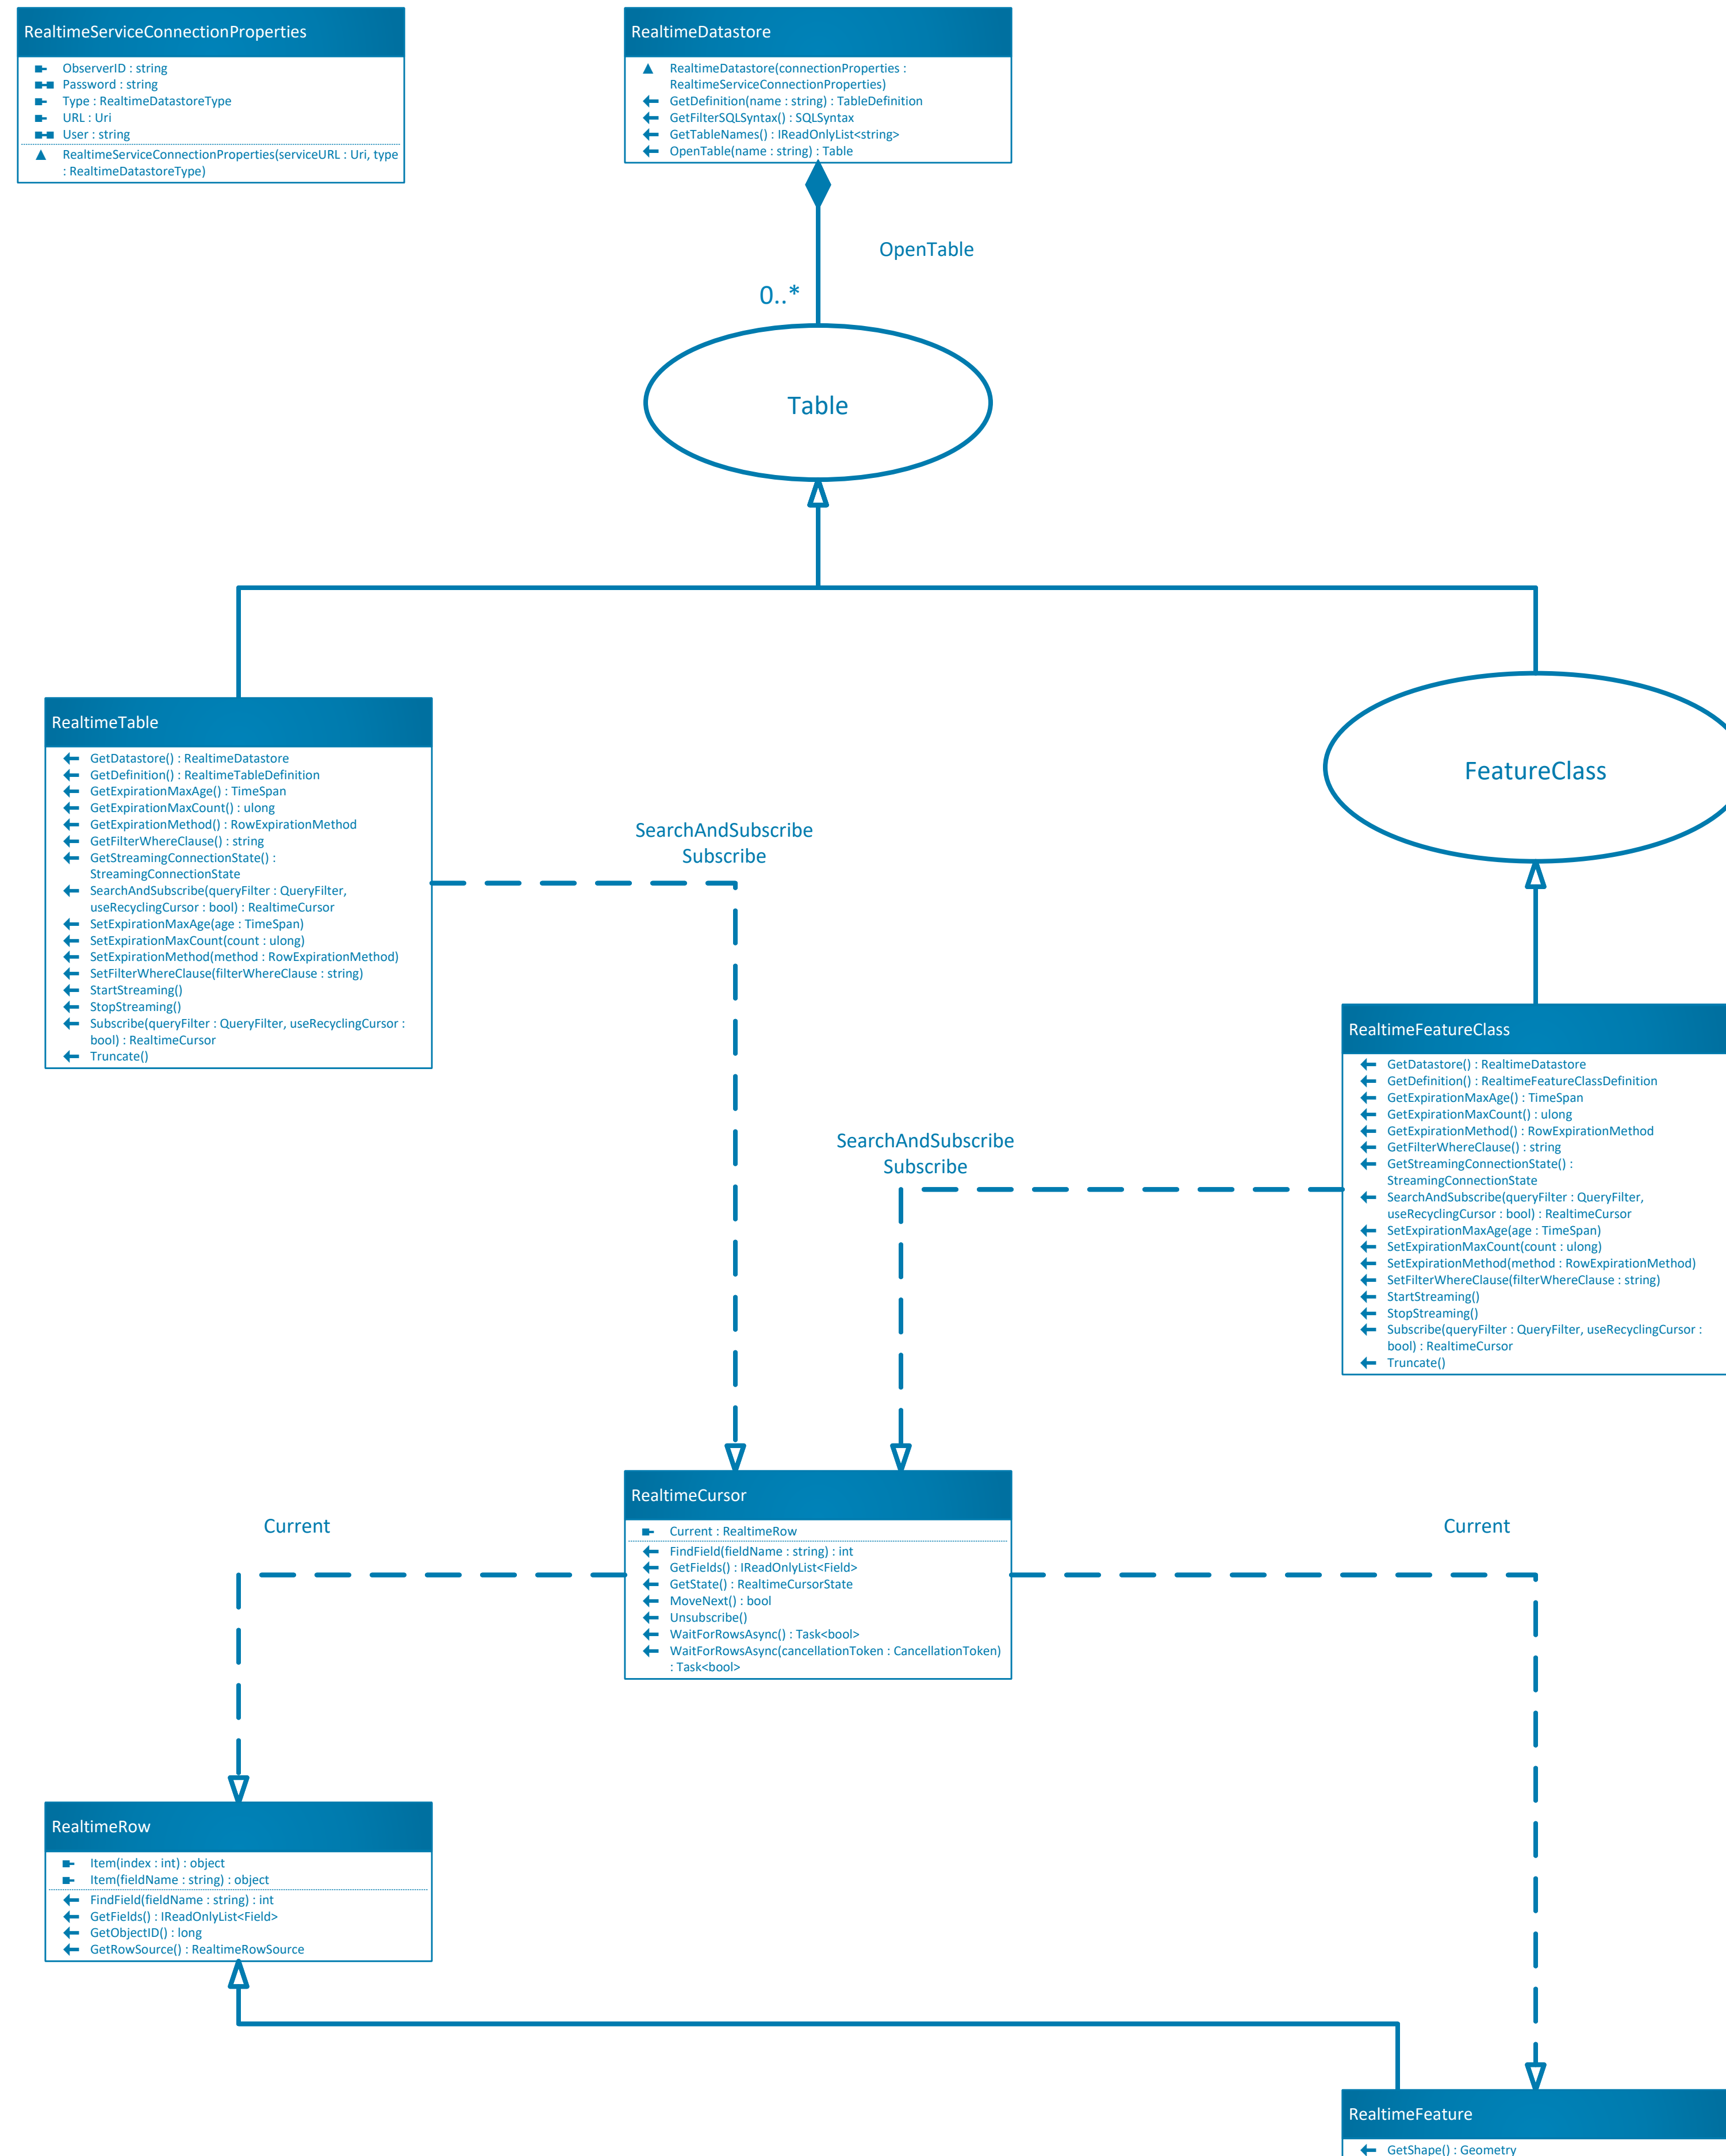 RealtimeServiceConnectionProperties
ObserverID : string
Password : string
Type : RealtimeDatastoreType
URL : Uri
User : string
RealtimeServiceConnectionProperties(serviceURL : Uri, type
: RealtimeDatastoreType)
RealtimeDatastore
RealtimeDatastore(connectionProperties :
RealtimeServiceConnectionProperties)
GetDefinition(name : string) : TableDefinition
GetFilterSQLSyntax() : SQLSyntax
GetTableNames() : IReadOnlyList<string>
OpenTable(name : string) : Table
OpenTable
0..*
Table
RealtimeTable
GetDatastore() : RealtimeDatastore
GetDefinition() : RealtimeTableDefinition
GetExpirationMaxAge() : TimeSpan
GetExpirationMaxCount() : ulong
GetExpirationMethod() : RowExpirationMethod
GetFilterWhereClause() : string
GetStreamingConnectionState() :
StreamingConnectionState
SearchAndSubscribe(queryFilter : QueryFilter,
useRecyclingCursor : bool) : RealtimeCursor
SetExpirationMaxAge(age : TimeSpan)
SetExpirationMaxCount(count : ulong)
SetExpirationMethod(method : RowExpirationMethod)
SetFilterWhereClause(filterWhereClause : string)
StartStreaming()
StopStreaming()
Subscribe(queryFilter : QueryFilter, useRecyclingCursor :
bool) : RealtimeCursor
Truncate()
SearchAndSubscribe
Subscribe
FeatureClass
RealtimeFeatureClass
GetDatastore() : RealtimeDatastore
GetDefinition() : RealtimeFeatureClassDefinition
GetExpirationMaxAge() : TimeSpan
GetExpirationMaxCount() : ulong
GetExpirationMethod() : RowExpirationMethod
GetFilterWhereClause() : string
GetStreamingConnectionState() :
StreamingConnectionState
SearchAndSubscribe(queryFilter : QueryFilter,
useRecyclingCursor : bool) : RealtimeCursor
SetExpirationMaxAge(age : TimeSpan)
SetExpirationMaxCount(count : ulong)
SetExpirationMethod(method : RowExpirationMethod)
SetFilterWhereClause(filterWhereClause : string)
StartStreaming()
StopStreaming()
Subscribe(queryFilter : QueryFilter, useRecyclingCursor :
bool) : RealtimeCursor
Truncate()
SearchAndSubscribe
Subscribe
RealtimeCursor
Current : RealtimeRow
FindField(fieldName : string) : int
GetFields() : IReadOnlyList<Field>
GetState() : RealtimeCursorState
MoveNext() : bool
Unsubscribe()
WaitForRowsAsync() : Task<bool>
WaitForRowsAsync(cancellationToken : CancellationToken)
: Task<bool>
Current
Current
RealtimeRow
Item(index : int) : object
Item(fieldName : string) : object
FindField(fieldName : string) : int
GetFields() : IReadOnlyList<Field>
GetObjectID() : long
GetRowSource() : RealtimeRowSource
RealtimeFeature
GetShape() : Geometry